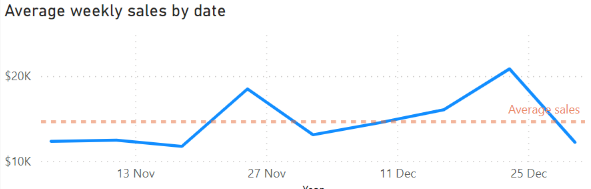 Average weekly sales by date
$20K
Average sales
$10K
13 Nov 27 Nov 11 Dec 25 Dec